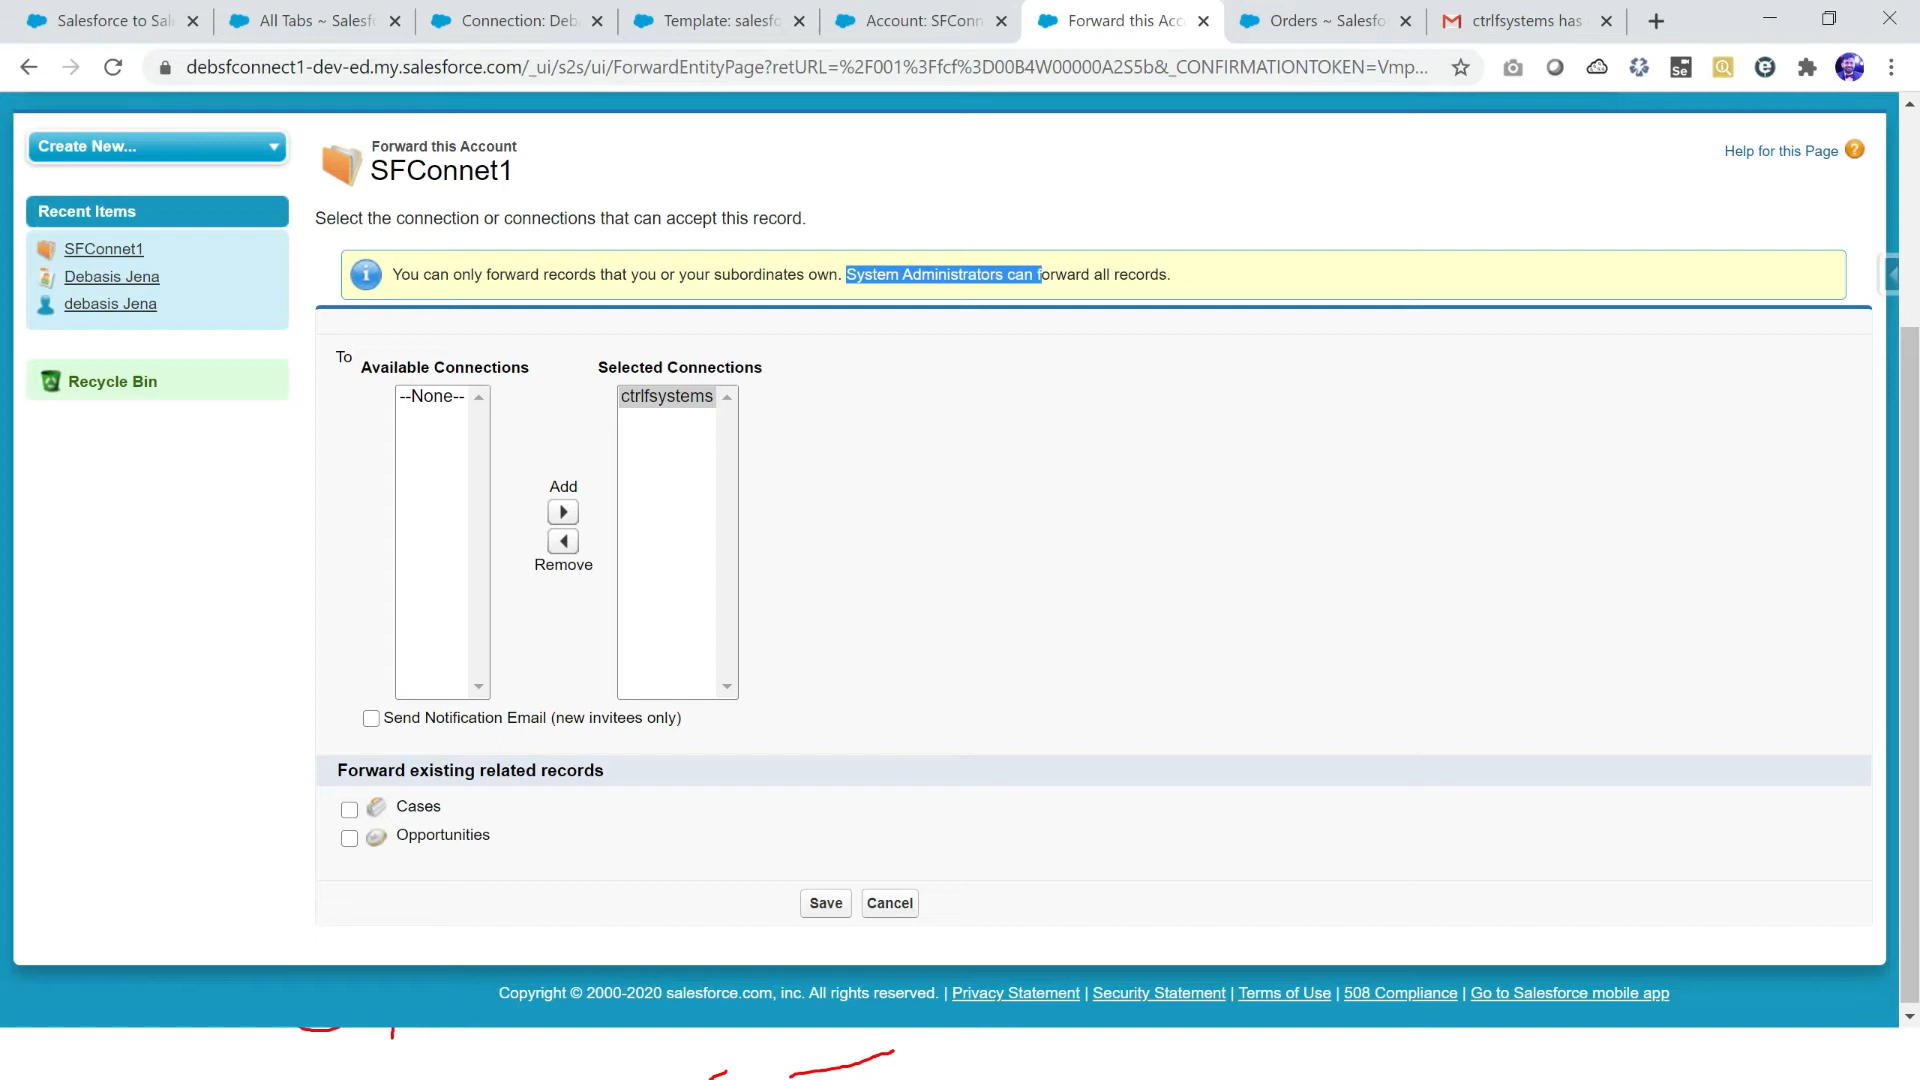 Salesforce to Sal
All Tabs ~ Salesf
Connection: Deb
Template: salesfo
Account: SFConn
Forward this Acc
Orders ~ Salesfo
ctrlfsystems has
debsfconnect1-dev-ed.my.salesforce.com/_ui/s2s/ui/ForwardEntityPage?retURL=%2F001%3Ffcf%3D00B4W00000A2S5b&_CONFIRMATIONTOKEN=Vmp...
Se
Create New...
Forward this Account
SFConnet1
Help for this Page
Recent Items
SFConnet1
Debasis Jena
debasis Jena
Recycle Bin
Select the connection or connections that can accept this record.
You can only forward records that you or your subordinates own. System Administrators can forward all records.
To
Available Connections
Selected Connections
--None--
ctrlfsystems
Add
Remove
Send Notification Email (new invitees only)
Forward existing related records
Cases
Opportunities
Save
Cancel
Copyright © 2000-2020 salesforce.com, inc. All rights reserved. | Privacy Statement | Security Statement | Terms of Use | 508 Compliance | Go to Salesforce mobile app